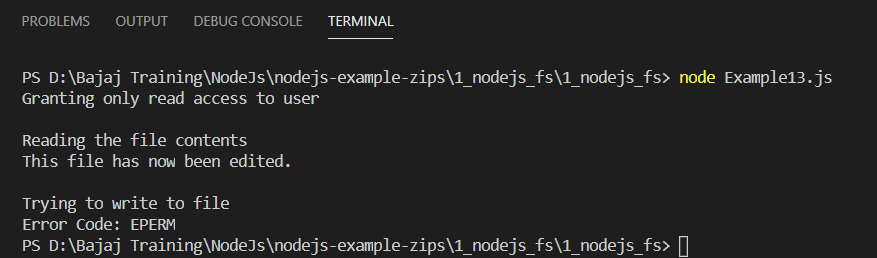 PROBLEMS OUTPUT DEBUG CONSOLE TERMINAL
PS D:\Bajaj Training\NodeJs\nodejs-example-zips\1_nodejs_fs\1_nodejs_fs> node Example13.js
Granting only read access to user
Reading the file contents
This file has now been edited.
Trying to write to file
Error Code: EPERM
PS D:\Bajaj Training\NodeJs\nodejs-example-zips\1_nodejs_fs\1_nodejs_fs>